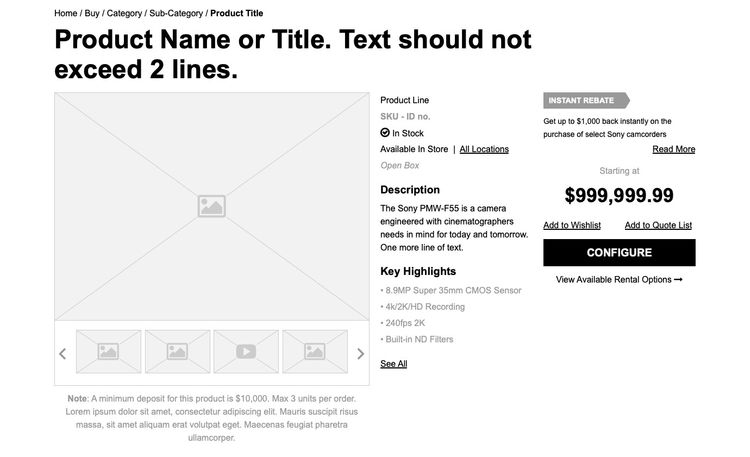 Home / Buy / Category / Sub-Category / Product Title
Product Name or Title. Text should not
exceed 2 lines.
Product Line
SKU - ID no.
In Stock
Available In Store | All Locations
Open Box
Description
The Sony PMW-F55 is a camera
engineered with cinematographers
needs in mind for today and tomorrow.
One more line of text.
Key Highlights
• 8.9MP Super 35mm CMOS Sensor
• 4k/2K/HD Recording
• 240fps 2K
• Built-in ND Filters
See All
INSTANT REBATE
Get up to $1,000 back instantly on the
purchase of select Sony camcorders
Read More
Starting at
$999,999.99
Add to Wishlist Add to Quote List
CONFIGURE
View Available Rental Options →
Note: A minimum deposit for this product is $10,000. Max 3 units per order.
Lorem ipsum dolor sit amet, consectetur adipiscing elit. Mauris suscipit risus
massa, sit amet aliquam erat volutpat eget. Maecenas feugiat pharetra
ullamcorper.